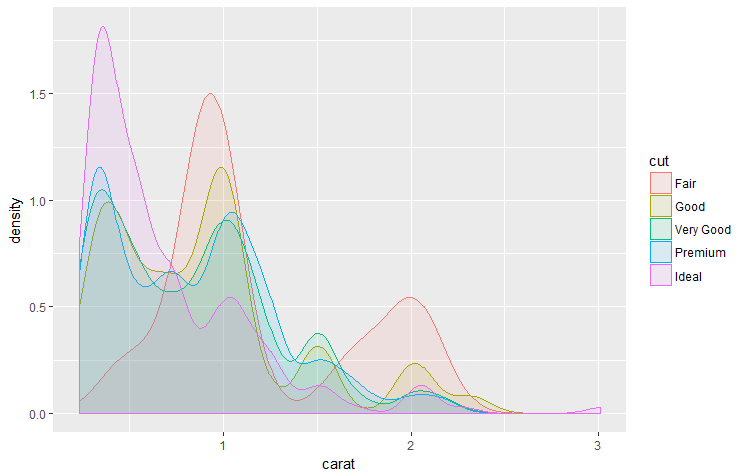 1.5
1.0
0.5
0.0
density
1
2
3
carat
cut
Fair
Good
Very Good
Premium
Ideal